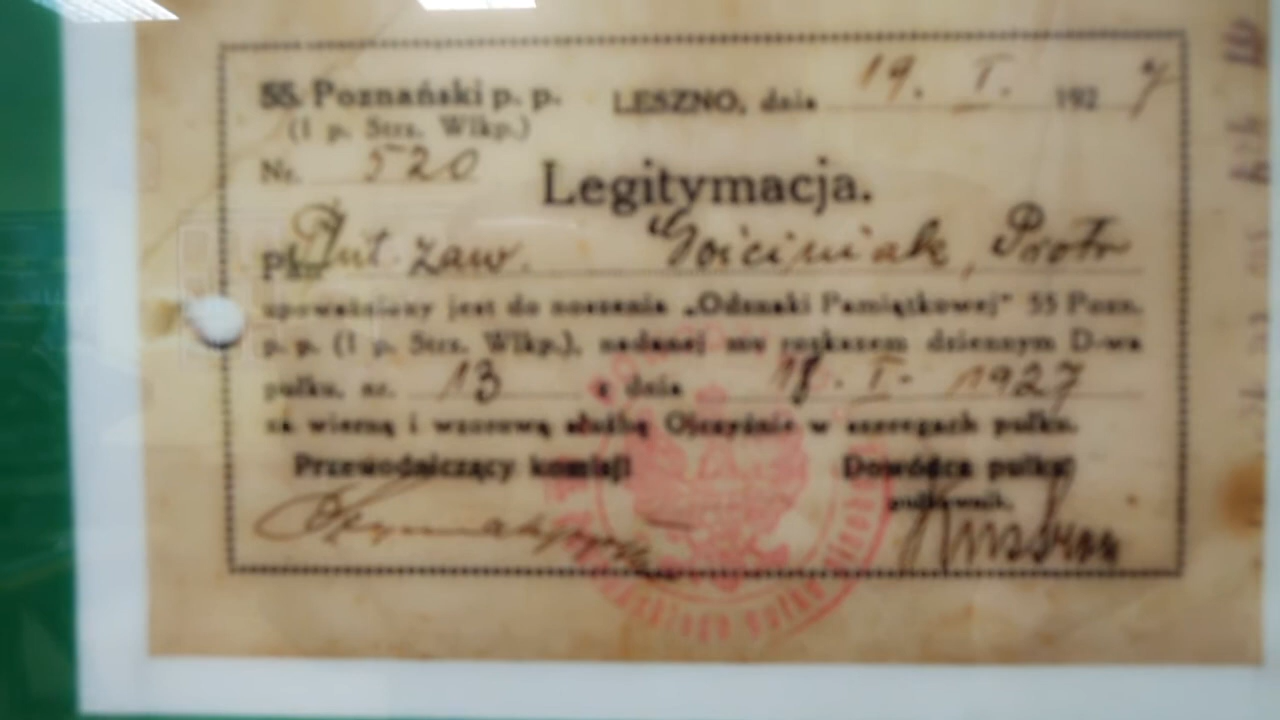 55. Poznański p. p. LESZNO, dnia 19. I. 1927
(1 p. Strz. Wlkp.)
Nr. 520
Legitymacja.
Plut. zaw. Gościniak, Piotr
upoważniony jest do noszenia „Odznaki Pamiątkowej" 55 Pozn.
p. p. (1 p. Strz. Wlkp.), nadanej mu rozkazem dziennym D-wa
pułku, nr. 13 z dnia 18. I. 1927
za wierną i wzorową służbę Ojczyźnie w szeregach pułku.
Przewodniczący komisji Dowódca pułku
pułkownik.